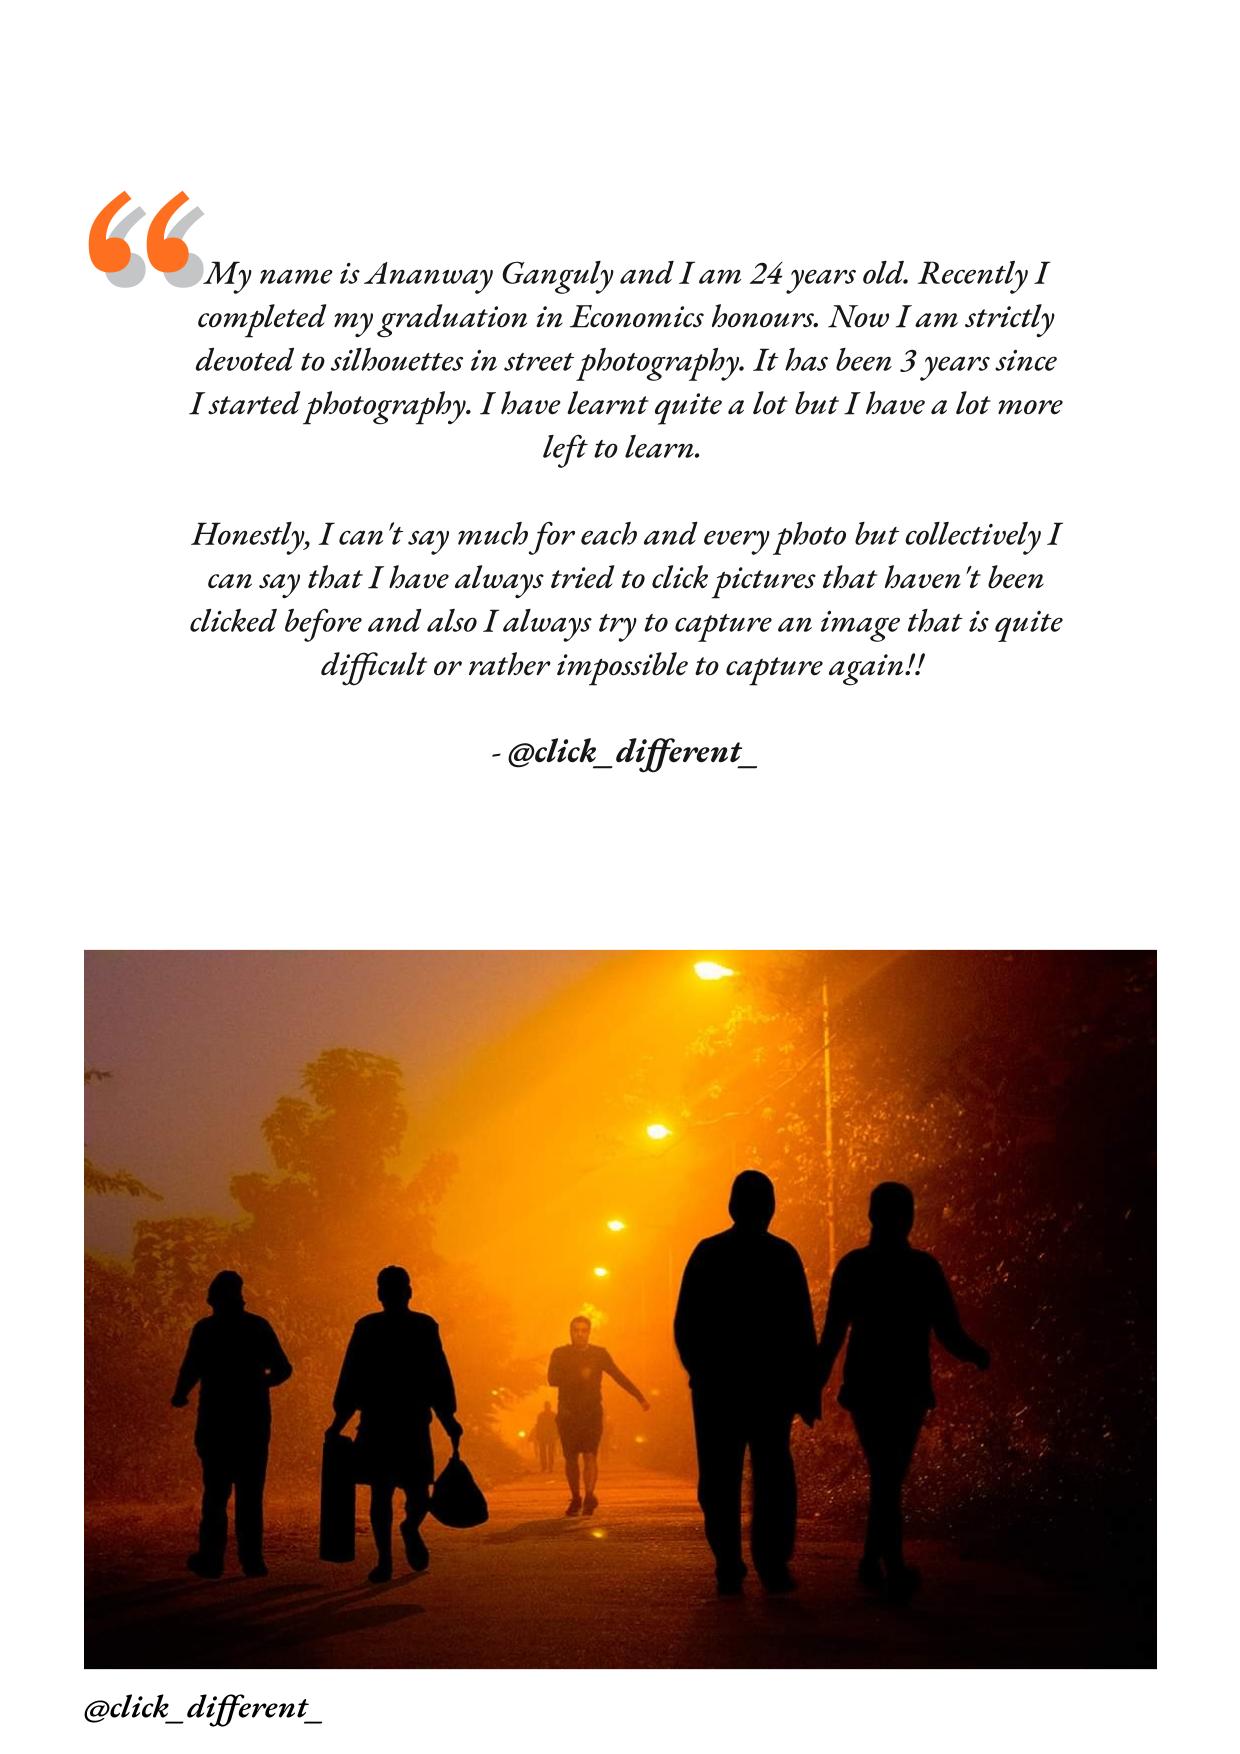 “My name is Ananway Ganguly and I am 24 years old. Recently I
completed my graduation in Economics honours. Now I am strictly
devoted to silhouettes in street photography. It has been 3 years since
I started photography. I have learnt quite a lot but I have a lot more
left to learn.
Honestly, I can't say much for each and every photo but collectively I
can say that I have always tried to click pictures that haven't been
clicked before and also I always try to capture an image that is quite
difficult or rather impossible to capture again!!
- @click_different_
@click_different_